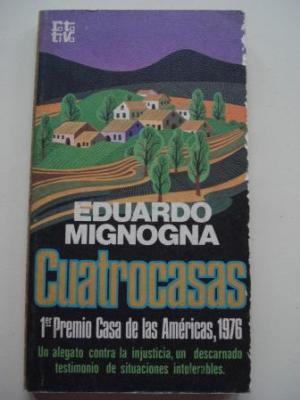 EDUARDO
MIGNOGNA
Cuatrocasas
1er Premio Casa de las Américas, 1976
Un alegato contra la injusticia, un descarnado
testimonio de situaciones intolerables.